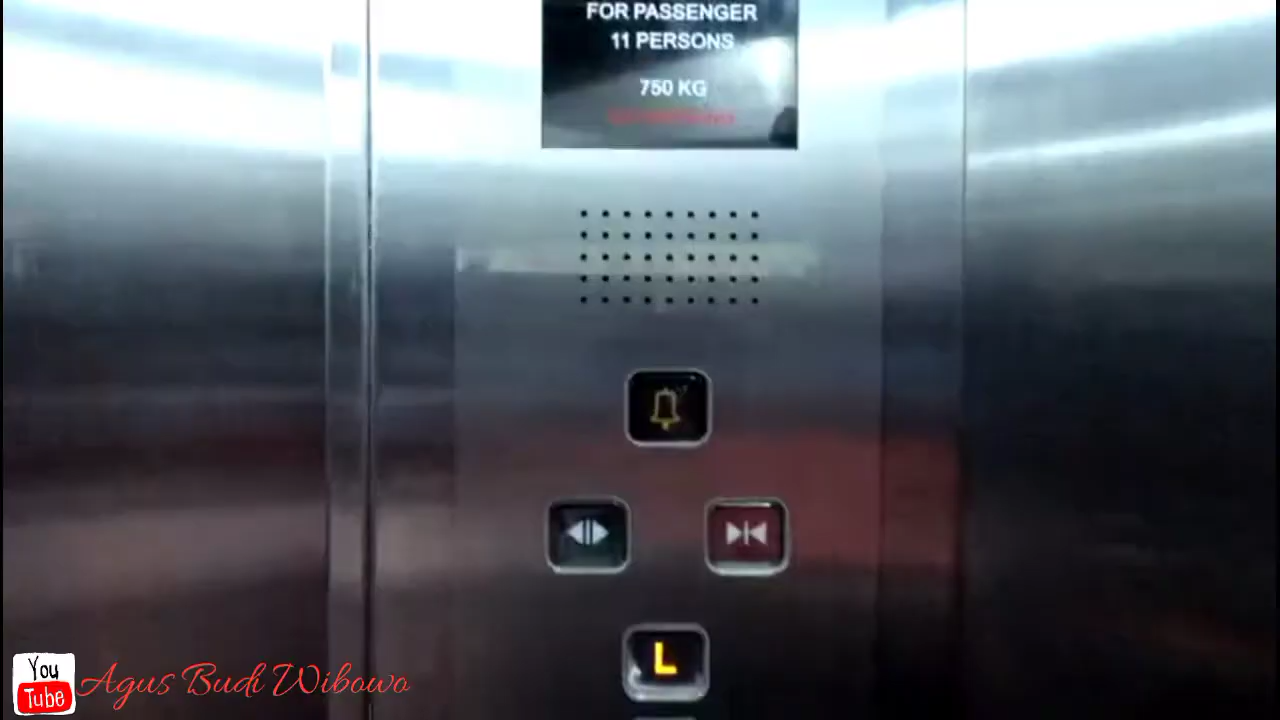 FOR PASSENGER
11 PERSONS
750 KG
L
You
Tube
Agus Budi Wibowo